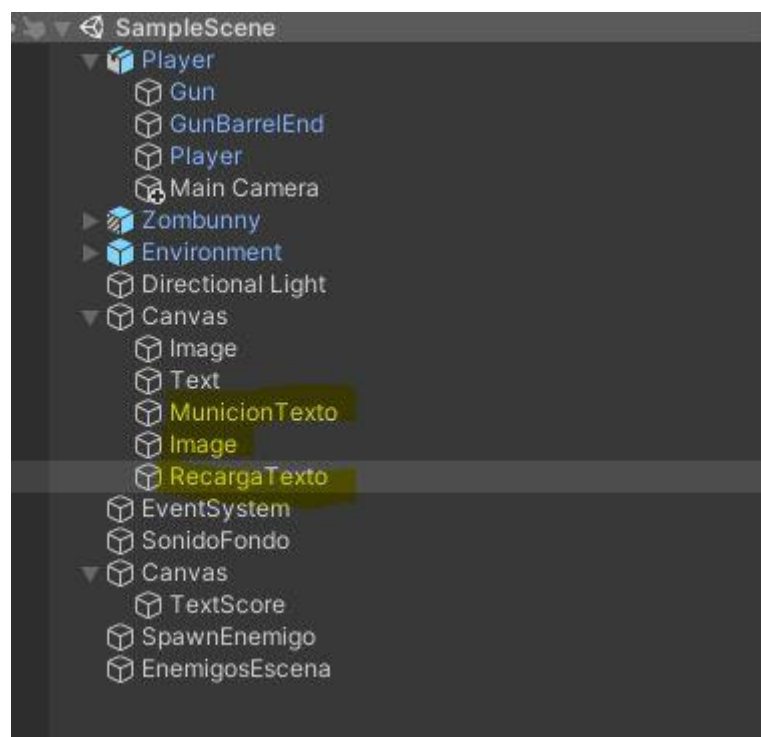 SampleScene
Player
Gun
GunBarrelEnd
Player
Main Camera
Zombunny
Environment
Directional Light
Canvas
Image
Text
MunicionTexto
Image
RecargaTexto
EventSystem
SonidoFondo
Canvas
TextScore
SpawnEnemigo
EnemigosEscena